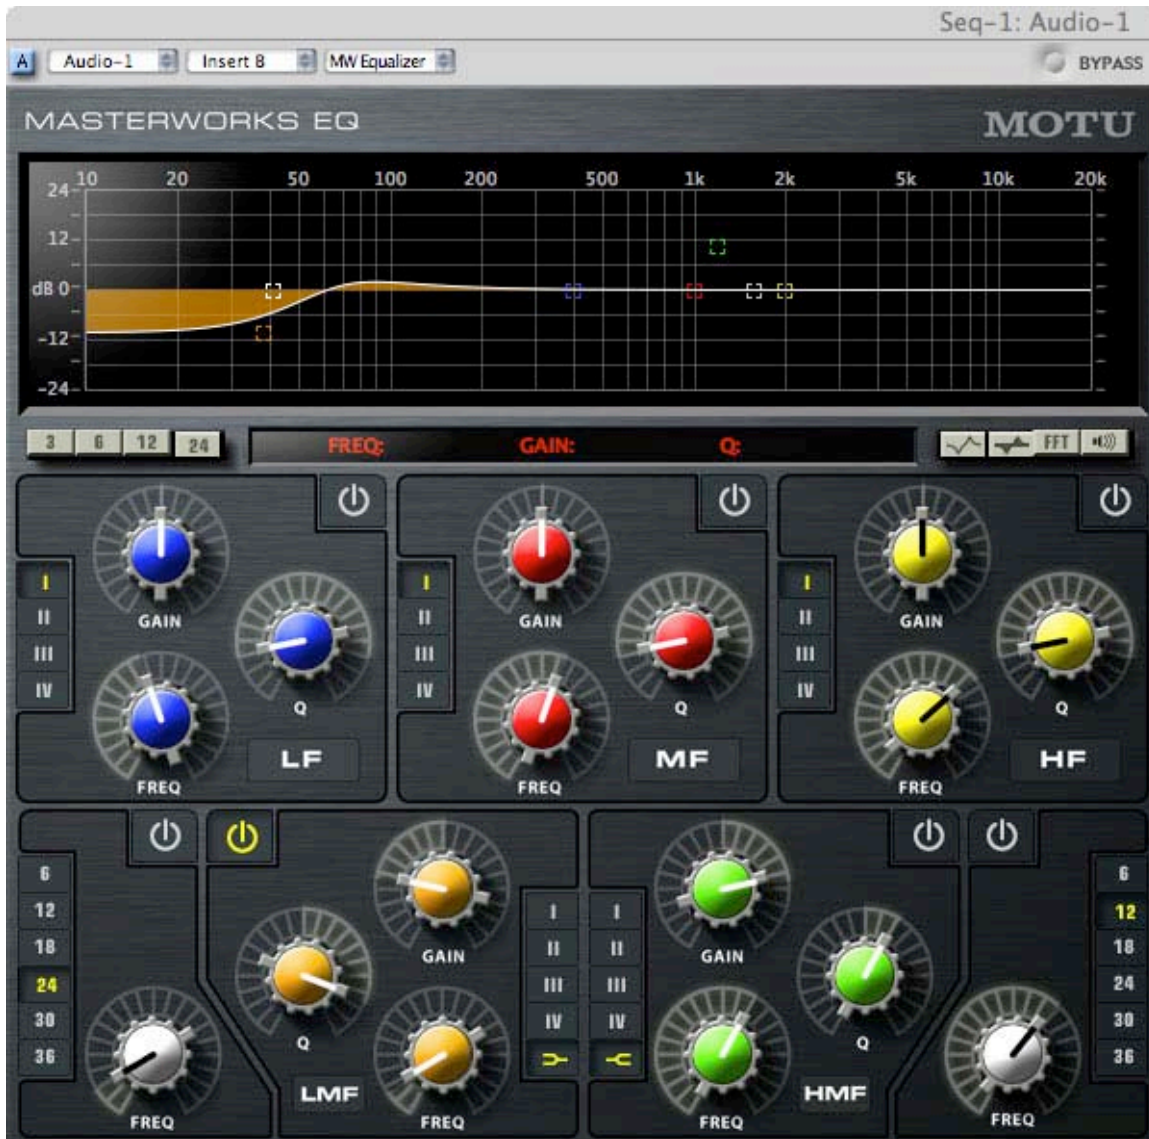 Seq-1: Audio-1
A Audio-1 Insert 8 MW Equalizer BYPASS
MASTERWORKS EQ MOTU
10 20 50 100 200 500 1k 2k 5k 10k 20k
24
12
dB 0
-12
-24
3 6 12 24 FREQ: GAIN: Q: FFT
I GAIN I GAIN I GAIN
II II II
III III III
IV Q IV Q IV Q
LF MF HF
FREQ FREQ FREQ
6 6
12 I I 12
18 GAIN II II GAIN 18
24 III III 24
30 Q IV IV Q 30
36 36
LMF HMF
FREQ FREQ FREQ FREQ